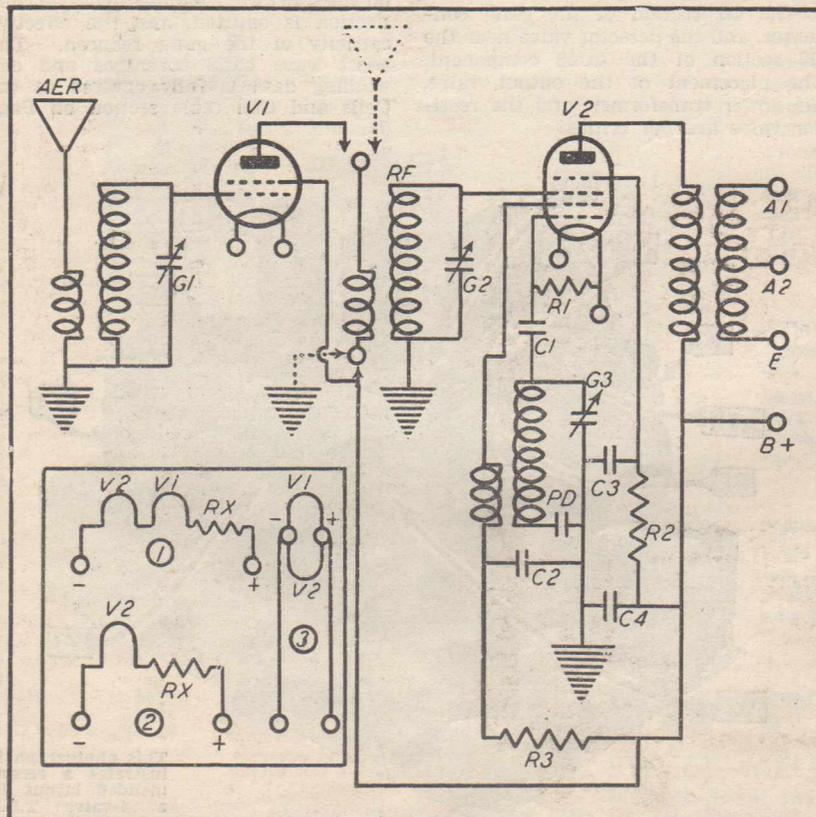 AER
V1
V2
RF
G1
G2
R1
C1
G3
A1
A2
E
B+
C3
PD
R2
C2
C4
R3
V2 V1 RX
- 1 +
V2
RX
- 2 +
V1
- +
V2
3